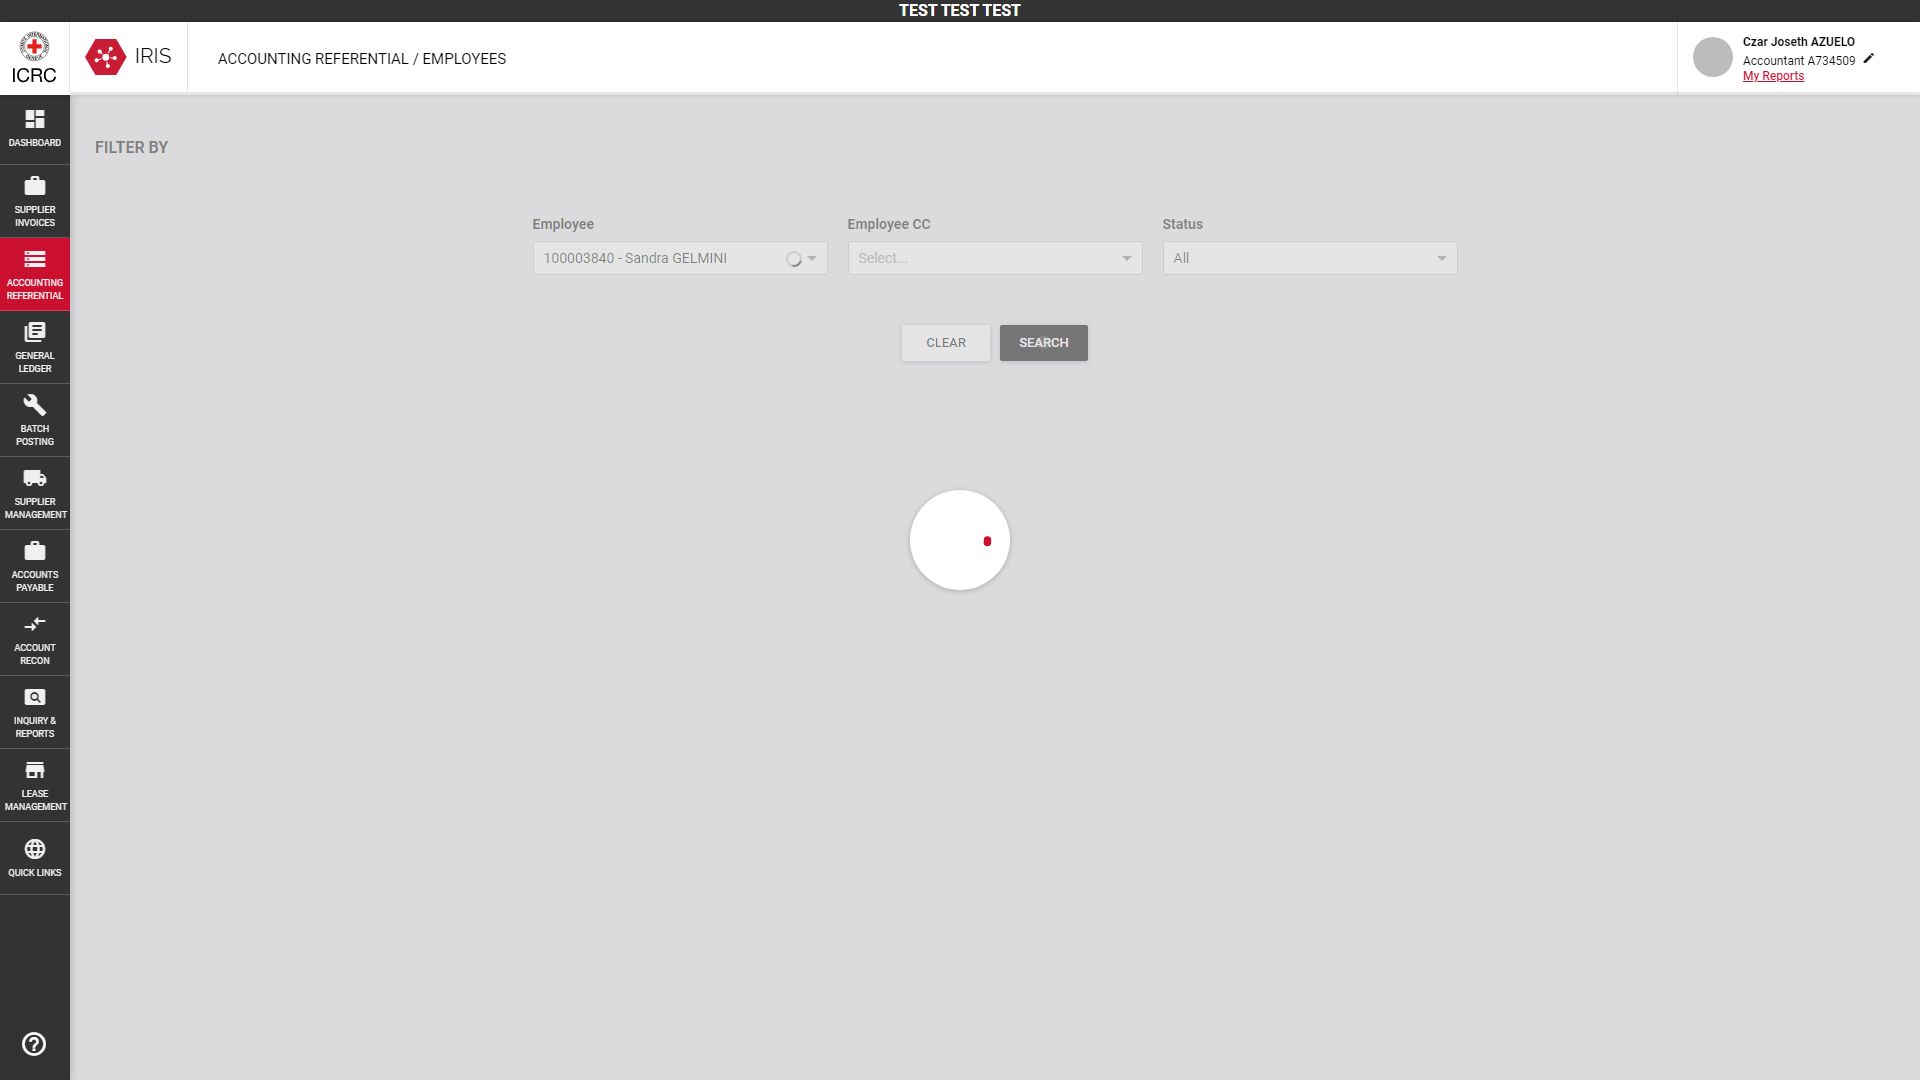 TEST TEST TEST
ICRC
IRIS
ACCOUNTING REFERENTIAL / EMPLOYEES
Czar Joseth AZUELO
Accountant A734509
My Reports
DASHBOARD
SUPPLIER
INVOICES
ACCOUNTING
REFERENTIAL
GENERAL
LEDGER
BATCH
POSTING
SUPPLIER
MANAGEMENT
ACCOUNTS
PAYABLE
ACCOUNT
RECON
INQUIRY &
REPORTS
LEASE
MANAGEMENT
QUICK LINKS
FILTER BY
Employee
Employee CC
Status
100003840 - Sandra GELMINI
Select...
All
CLEAR
SEARCH